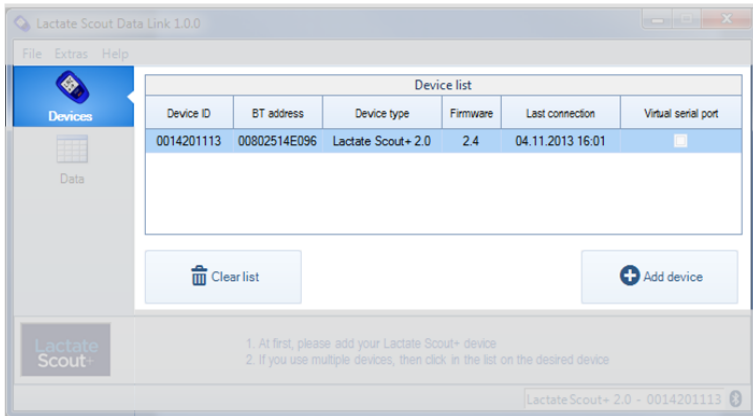 Lactate Scout Data Link 1.0.0
File Extras Help
Devices
Data
Device list
Device ID BT address Device type Firmware Last connection Virtual serial port
0014201113 00802514E096 Lactate Scout+ 2.0 2.4 04.11.2013 16:01
Clear list
Add device
Lactate
Scout+
1. At first, please add your Lactate Scout+ device
2. If you use multiple devices, then click in the list on the desired device
Lactate Scout+ 2.0 - 0014201113